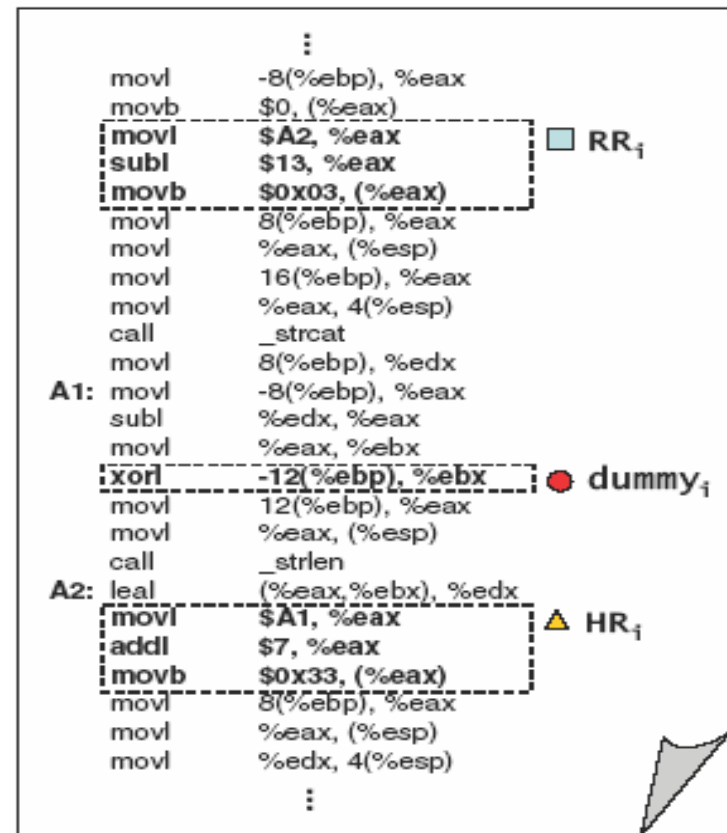 ⋮
movl -8(%ebp), %eax
movb $0, (%eax)
movl $A2, %eax
subl $13, %eax
movb $0x03, (%eax)
RRi
movl 8(%ebp), %eax
movl %eax, (%esp)
movl 16(%ebp), %eax
movl %eax, 4(%esp)
call _strcat
movl 8(%ebp), %edx
A1: movl -8(%ebp), %eax
subl %edx, %eax
movl %eax, %ebx
xorl -12(%ebp), %ebx dummyi
movl 12(%ebp), %eax
movl %eax, (%esp)
call _strlen
A2: leal (%eax,%ebx), %edx
movl $A1, %eax HRi
addl $7, %eax
movb $0x33, (%eax)
movl 8(%ebp), %eax
movl %eax, (%esp)
movl %edx, 4(%esp)
⋮